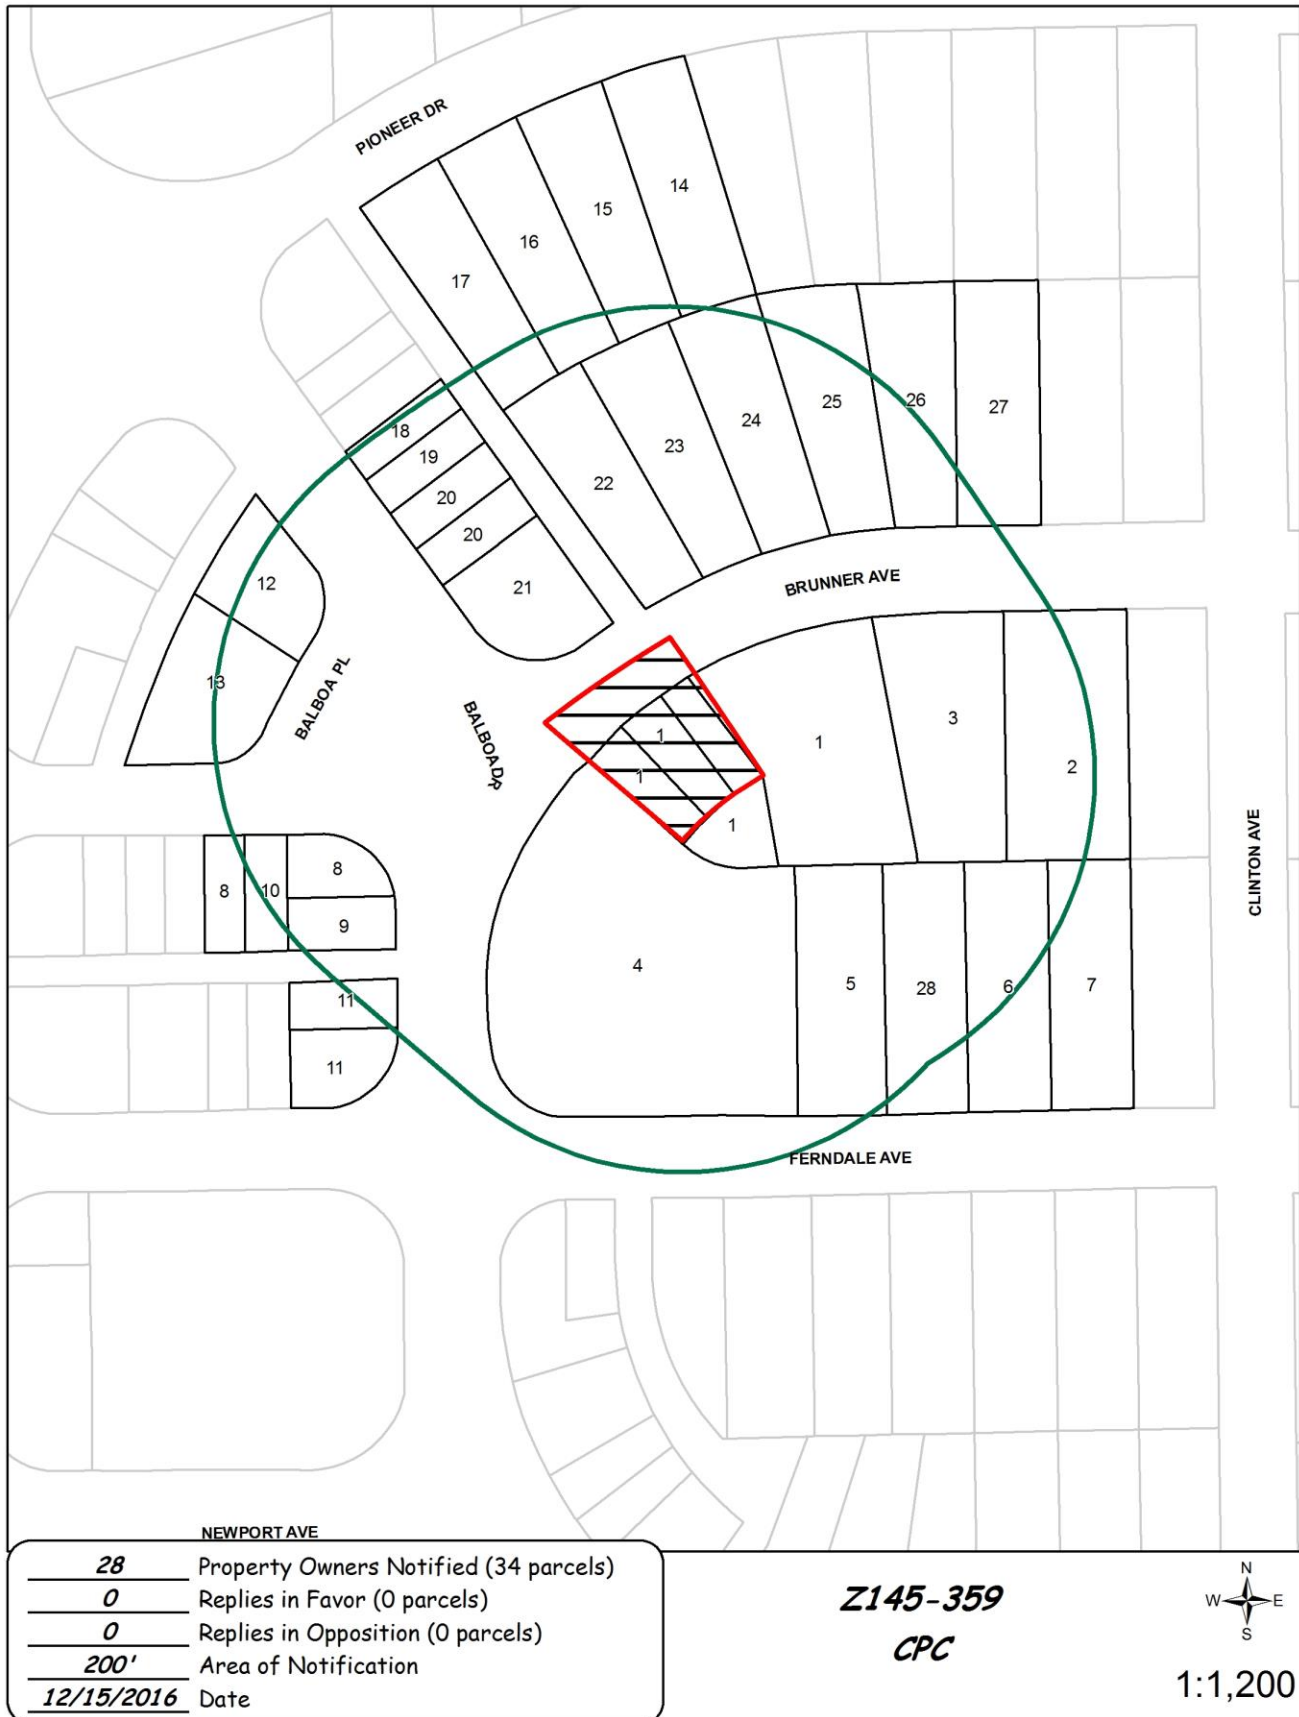 PIONEER DR
14
15
16
17
18
19
20
20
21
22
23
24
25
26
27
BRUNNER AVE
12
13
BALBOA PL
BALBOA DR
1
1
1
1
3
2
CLINTON AVE
8
10
8
9
11
11
4
5
28
6
7
FERNDALE AVE
NEWPORT AVE
28 Property Owners Notified (34 parcels)
0 Replies in Favor (0 parcels)
0 Replies in Opposition (0 parcels)
200' Area of Notification
12/15/2016 Date
Z145-359
CPC
N
W E
S
1:1,200